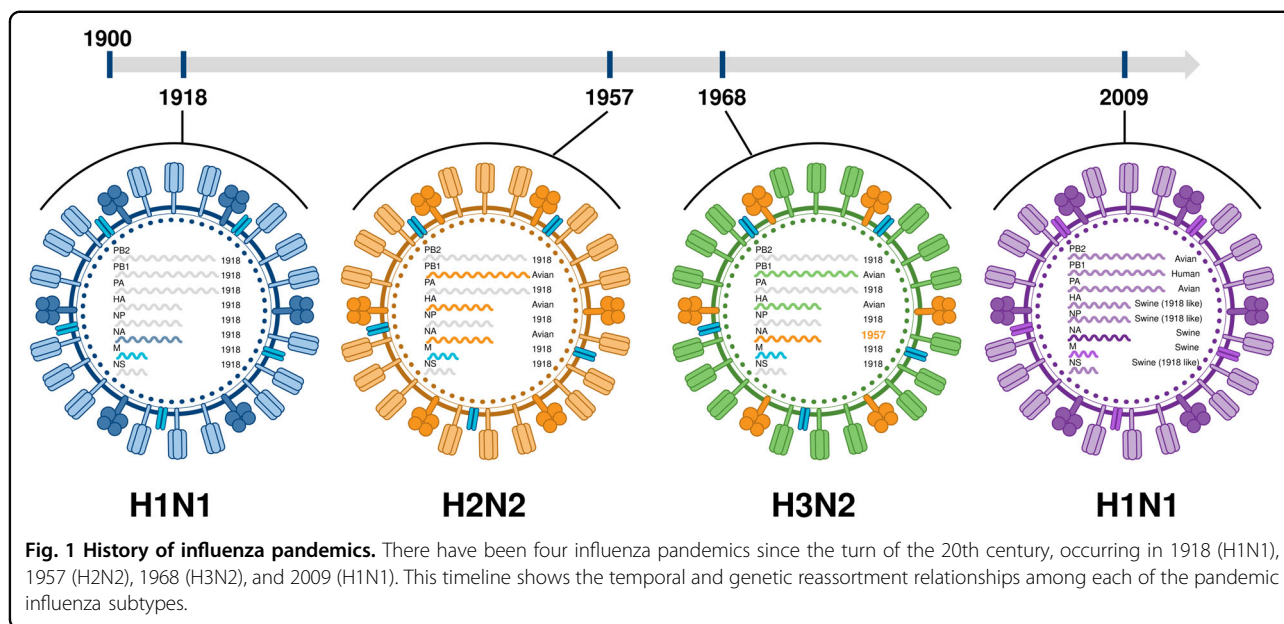 1900
1918
1957
1968
2009
PB2
1918
PB1
1918
PA
1918
HA
1918
NP
1918
NA
1918
M
1918
NS
1918
PB2
1918
PB1
Avian
PA
1918
HA
Avian
NP
1918
NA
Avian
M
1918
NS
1918
PB2
1918
PB1
Avian
PA
1918
HA
Avian
NP
1918
NA
1957
M
1918
NS
1918
PB2
Avian
PB1
Human
PA
Avian
HA
Swine (1918 like)
NP
Swine (1918 like)
NA
Swine
M
Swine
NS
Swine (1918 like)
H1N1
H2N2
H3N2
H1N1
Fig. 1 History of influenza pandemics. There have been four influenza pandemics since the turn of the 20th century, occurring in 1918 (H1N1),
1957 (H2N2), 1968 (H3N2), and 2009 (H1N1). This timeline shows the temporal and genetic reassortment relationships among each of the pandemic
influenza subtypes.